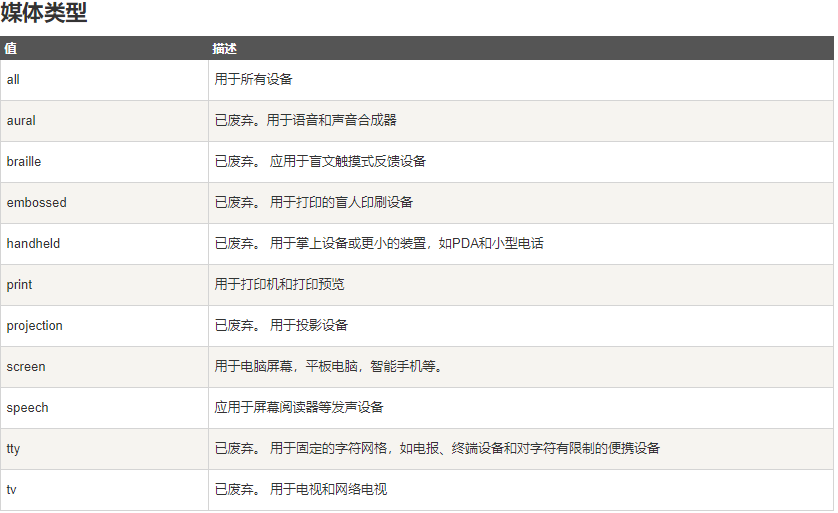 媒体类型
值 描述
all 用于所有设备
aural 已废弃。用于语音和声音合成器
braille 已废弃。 应用于盲文触摸式反馈设备
embossed 已废弃。 用于打印的盲人印刷设备
handheld 已废弃。 用于掌上设备或更小的装置，如PDA和小型电话
print 用于打印机和打印预览
projection 已废弃。 用于投影设备
screen 用于电脑屏幕，平板电脑，智能手机等。
speech 应用于屏幕阅读器等发声设备
tty 已废弃。 用于固定的字符网格，如电报、终端设备和对字符有限制的便携设备
tv 已废弃。 用于电视和网络电视